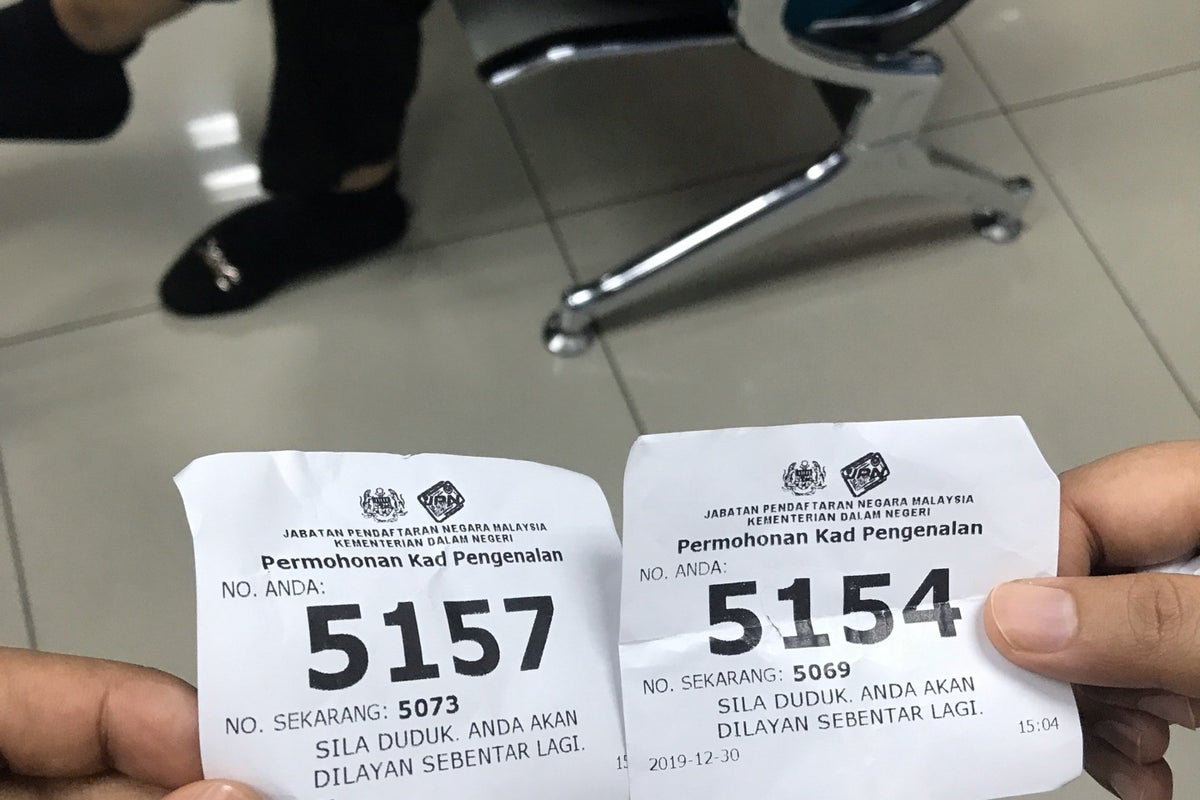 JPN
JABATAN PENDAFTARAN NEGARA MALAYSIA
KEMENTERIAN DALAM NEGERI
Permohonan Kad Pengenalan
NO. ANDA:
5157
NO. SEKARANG: 5073
SILA DUDUK. ANDA AKAN
DILAYAN SEBENTAR LAGI.
JPN
JABATAN PENDAFTARAN NEGARA MALAYSIA
KEMENTERIAN DALAM NEGERI
Permohonan Kad Pengenalan
NO. ANDA:
5154
NO. SEKARANG: 5069
SILA DUDUK. ANDA AKAN
DILAYAN SEBENTAR LAGI.
15:04
2019-12-30